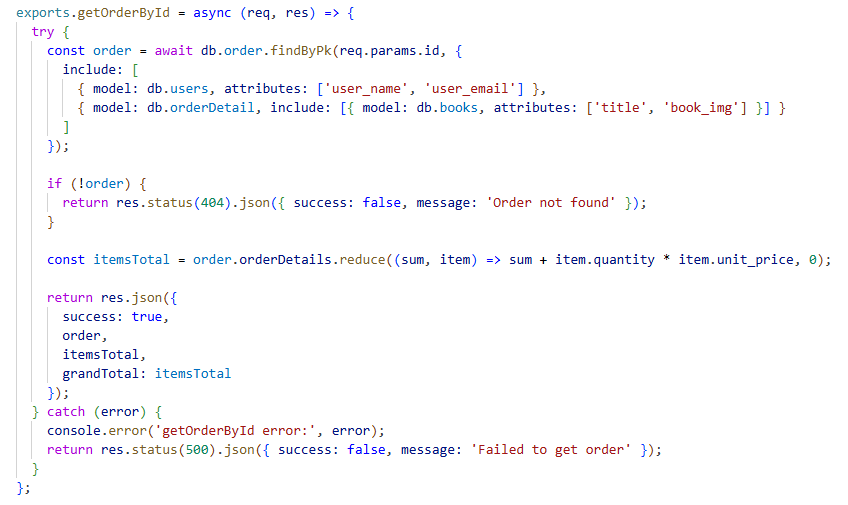 exports.getOrderById = async (req, res) => {
  try {
    const order = await db.order.findByPk(req.params.id, {
      include: [
        { model: db.users, attributes: ['user_name', 'user_email'] },
        { model: db.orderDetail, include: [{ model: db.books, attributes: ['title', 'book_img'] }] }
      ]
    });

    if (!order) {
      return res.status(404).json({ success: false, message: 'Order not found' });
    }

    const itemsTotal = order.orderDetails.reduce((sum, item) => sum + item.quantity * item.unit_price, 0);

    return res.json({
      success: true,
      order,
      itemsTotal,
      grandTotal: itemsTotal
    });
  } catch (error) {
    console.error('getOrderById error:', error);
    return res.status(500).json({ success: false, message: 'Failed to get order' });
  }
};